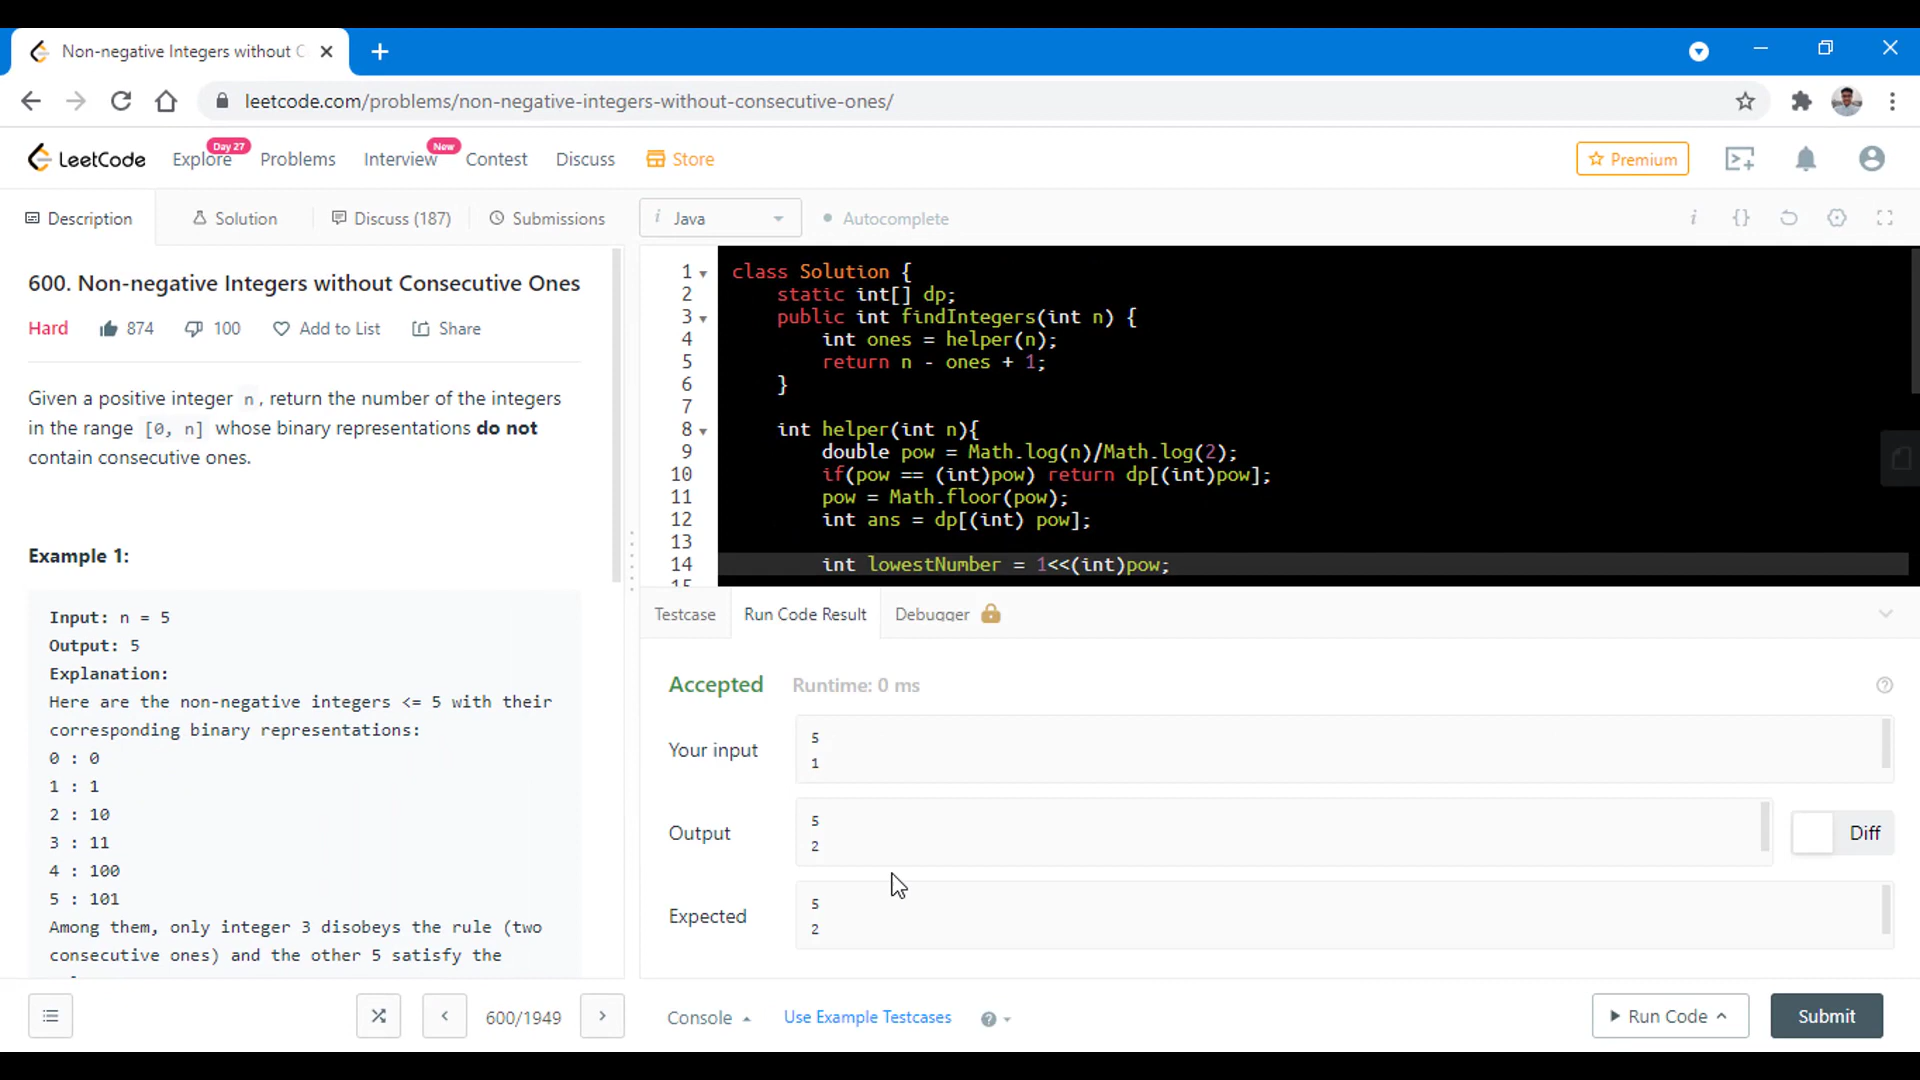 Non-negative Integers without C
leetcode.com/problems/non-negative-integers-without-consecutive-ones/
LeetCode
Explore
Day 27
Problems
Interview
New
Contest
Discuss
Store
Premium
Description
Solution
Discuss (187)
Submissions
i Java
Autocomplete
600. Non-negative Integers without Consecutive Ones
Hard 874 100 Add to List Share
Given a positive integer n, return the number of the integers
in the range [0, n] whose binary representations do not
contain consecutive ones.
Example 1:
Input: n = 5
Output: 5
Explanation:
Here are the non-negative integers <= 5 with their
corresponding binary representations:
0 : 0
1 : 1
2 : 10
3 : 11
4 : 100
5 : 101
Among them, only integer 3 disobeys the rule (two
consecutive ones) and the other 5 satisfy the
600/1949
1 class Solution {
2 static int[] dp;
3 public int findIntegers(int n) {
4 int ones = helper(n);
5 return n - ones + 1;
6 }
7
8 int helper(int n){
9 double pow = Math.log(n)/Math.log(2);
10 if(pow == (int)pow) return dp[(int)pow];
11 pow = Math.floor(pow);
12 int ans = dp[(int) pow];
13
14 int lowestNumber = 1<<(int)pow;
15
Testcase
Run Code Result
Debugger
Accepted Runtime: 0 ms
Your input
5
1
Output
5
2
Diff
Expected
5
2
Console
Use Example Testcases
Run Code
Submit